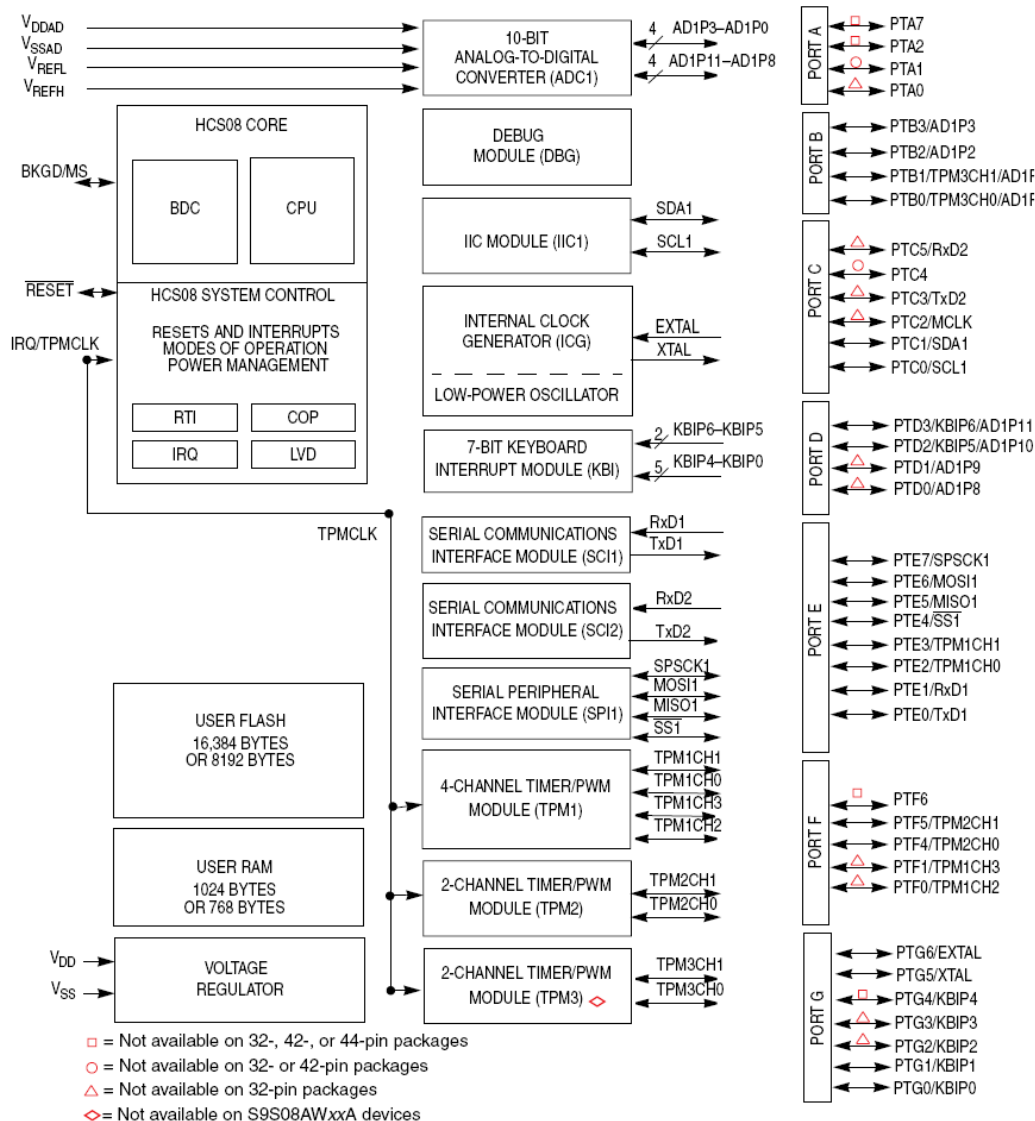 VDDAD
VSSAD
VREFL
VREFH
10-BIT
ANALOG-TO-DIGITAL
CONVERTER (ADC1)
4 AD1P3–AD1P0
4 AD1P11–AD1P8
HCS08 CORE
BDC
CPU
BKGD/MS
RESET
IRQ/TPMCLK
HCS08 SYSTEM CONTROL
RESETS AND INTERRUPTS
MODES OF OPERATION
POWER MANAGEMENT
RTI
COP
IRQ
LVD
TPMCLK
DEBUG
MODULE (DBG)
IIC MODULE (IIC1)
SDA1
SCL1
INTERNAL CLOCK
GENERATOR (ICG)
LOW-POWER OSCILLATOR
EXTAL
XTAL
7-BIT KEYBOARD
INTERRUPT MODULE (KBI)
2 KBIP6–KBIP5
5 KBIP4–KBIP0
SERIAL COMMUNICATIONS
INTERFACE MODULE (SCI1)
RxD1
TxD1
SERIAL COMMUNICATIONS
INTERFACE MODULE (SCI2)
RxD2
TxD2
SERIAL PERIPHERAL
INTERFACE MODULE (SPI1)
SPSCK1
MOSI1
MISO1
SS1
4-CHANNEL TIMER/PWM
MODULE (TPM1)
TPM1CH1
TPM1CH0
TPM1CH3
TPM1CH2
2-CHANNEL TIMER/PWM
MODULE (TPM2)
TPM2CH1
TPM2CH0
2-CHANNEL TIMER/PWM
MODULE (TPM3)
TPM3CH1
TPM3CH0
USER FLASH
16,384 BYTES
OR 8192 BYTES
USER RAM
1024 BYTES
OR 768 BYTES
VDD
VSS
VOLTAGE
REGULATOR
PORT A
PTA7
PTA2
PTA1
PTA0
PORT B
PTB3/AD1P3
PTB2/AD1P2
PTB1/TPM3CH1/AD1P
PTB0/TPM3CH0/AD1P
PORT C
PTC5/RxD2
PTC4
PTC3/TxD2
PTC2/MCLK
PTC1/SDA1
PTC0/SCL1
PORT D
PTD3/KBIP6/AD1P11
PTD2/KBIP5/AD1P10
PTD1/AD1P9
PTD0/AD1P8
PORT E
PTE7/SPSCK1
PTE6/MOSI1
PTE5/MISO1
PTE4/SS1
PTE3/TPM1CH1
PTE2/TPM1CH0
PTE1/RxD1
PTE0/TxD1
PORT F
PTF6
PTF5/TPM2CH1
PTF4/TPM2CH0
PTF1/TPM1CH3
PTF0/TPM1CH2
PORT G
PTG6/EXTAL
PTG5/XTAL
PTG4/KBIP4
PTG3/KBIP3
PTG2/KBIP2
PTG1/KBIP1
PTG0/KBIP0
= Not available on 32-, 42-, or 44-pin packages
= Not available on 32- or 42-pin packages
= Not available on 32-pin packages
= Not available on S9S08AWxxA devices